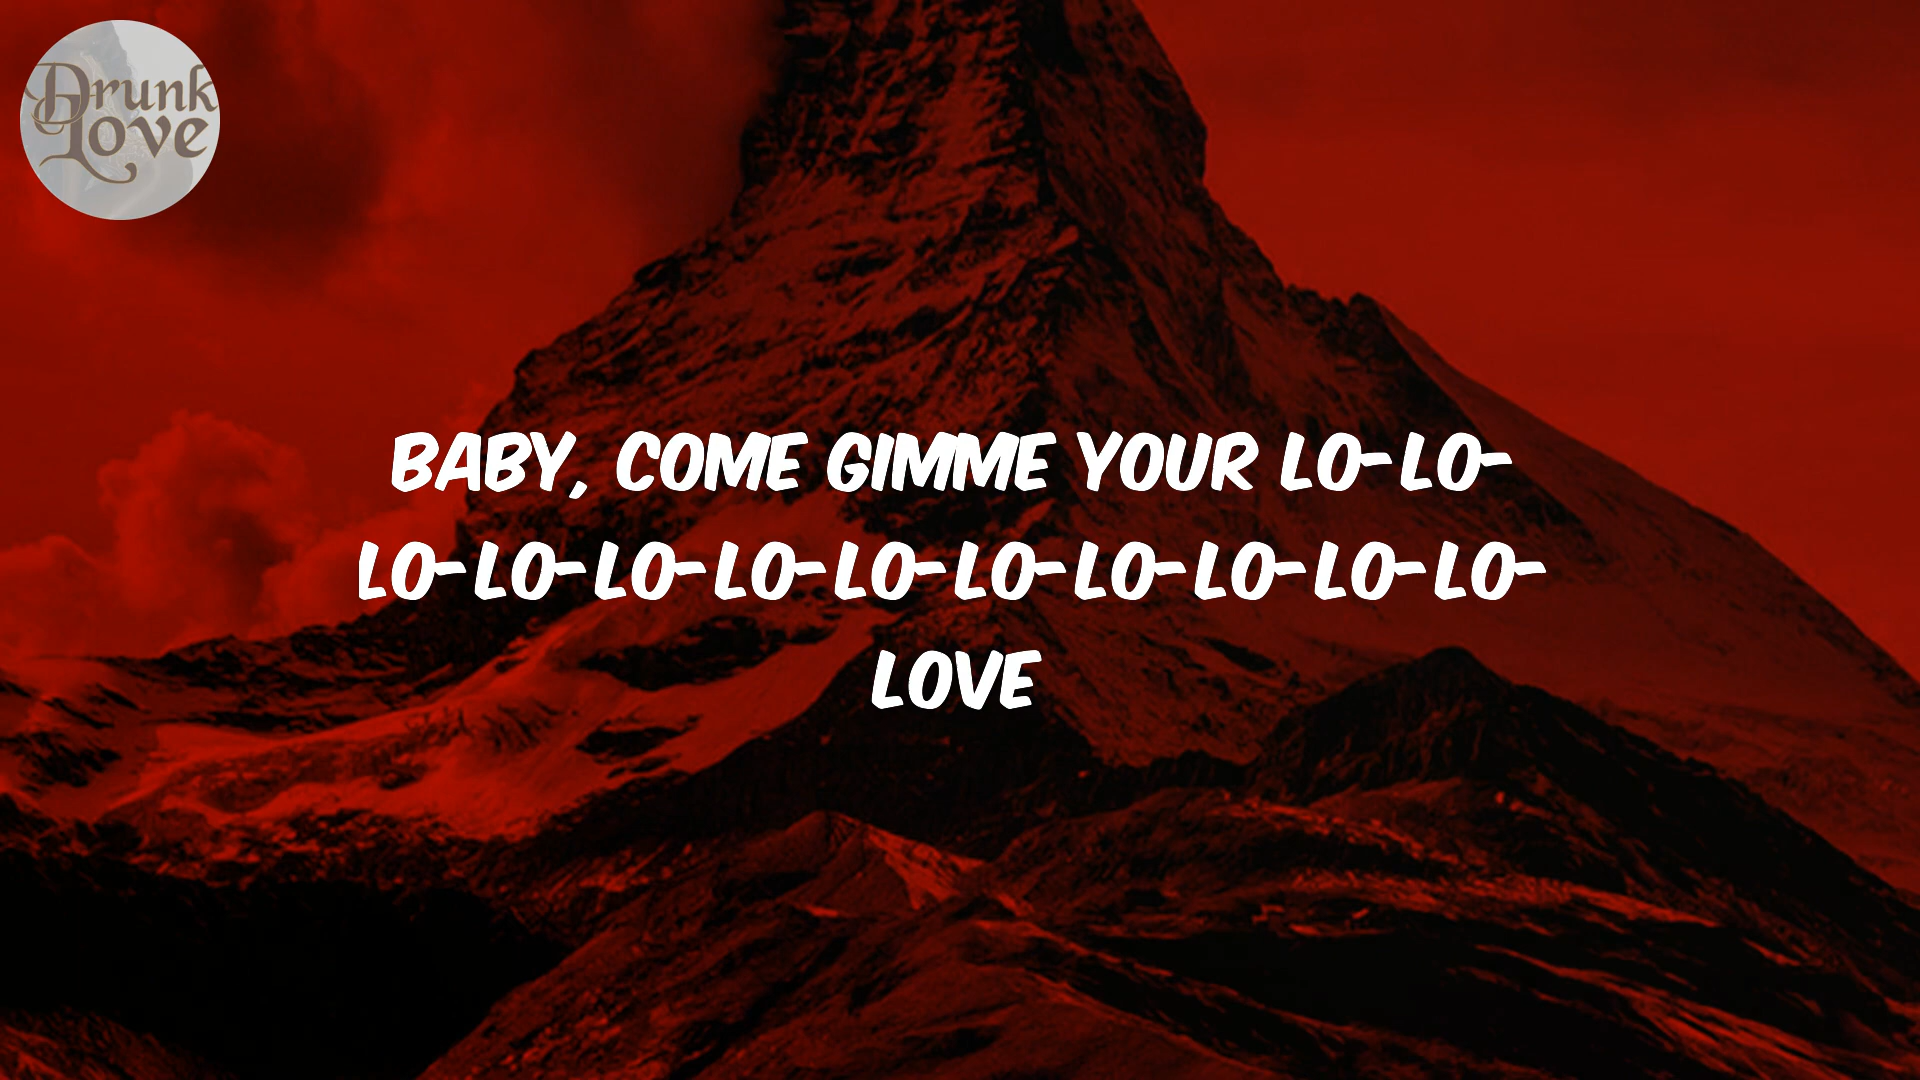 Drunk
Love
BABY, COME GIMME YOUR LO-LO-
LO-LO-LO-LO-LO-LO-LO-LO-LO-LO-
LOVE